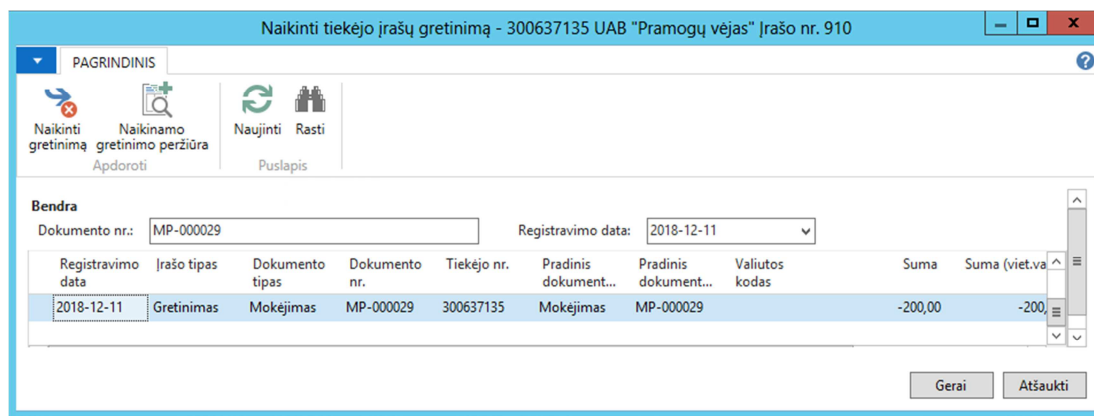 Naikinti tiekėjo įrašų gretinimą - 300637135 UAB "Pramogų vėjas" Įrašo nr. 910
PAGRINDINIS
Naikinti gretinimą
Naikinamo gretinimo peržiūra
Naujinti
Rasti
Apdoroti
Puslapis
Bendra
Dokumento nr.: MP-000029 Registravimo data: 2018-12-11
Registravimo data Įrašo tipas Dokumento tipas Dokumento nr. Tiekėjo nr. Pradinis dokument... Pradinis dokument... Valiutos kodas Suma Suma (viet.va
2018-12-11 Gretinimas Mokėjimas MP-000029 300637135 Mokėjimas MP-000029 -200,00 -200,
Gerai Atšaukti